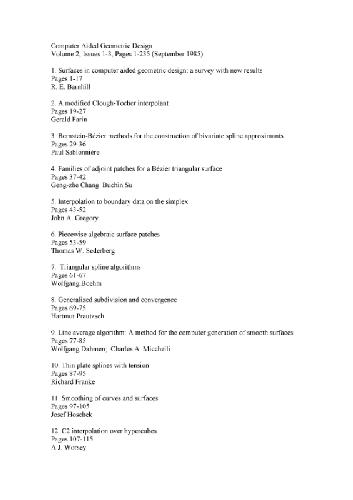 Computer Aided Geometric Design
Volume 2, Issues 1-3, Pages 1-235 (September 1985)
1. Surfaces in computer aided geometric design: a survey with new results
Pages 1-17
R. E. Barnhill
2. A modified Clough-Tocher interpolant
Pages 19-27
Gerald Farin
3. Bernstein-Bézier methods for the construction of bivariate spline approximants
Pages 29-36
Paul Sablonnière
4. Families of adjoint patches for a Bézier triangular surface
Pages 37-42
Geng-zhe Chang Buchin Su
5. Interpolation to boundary data on the simplex
Pages 43-52
John A. Gregory
6. Piecewise algebraic surface patches
Pages 53-59
Thomas W. Sederberg
7. Triangular spline algorithms
Pages 61-67
Wolfgang Boehm
8. Generalised subdivision and convergence
Pages 69-75
Hartmut Prautzsch
9. Line average algorithm: A method for the computer generation of smooth surfaces
Pages 77-85
Wolfgang Dahmen; Charles A. Micchelli
10. Thin plate splines with tension
Pages 87-95
Richard Franke
11. Smoothing of curves and surfaces
Pages 97-105
Josef Hoschek
12. C2 interpolation over hypercubes
Pages 107-115
A.J. Worsey